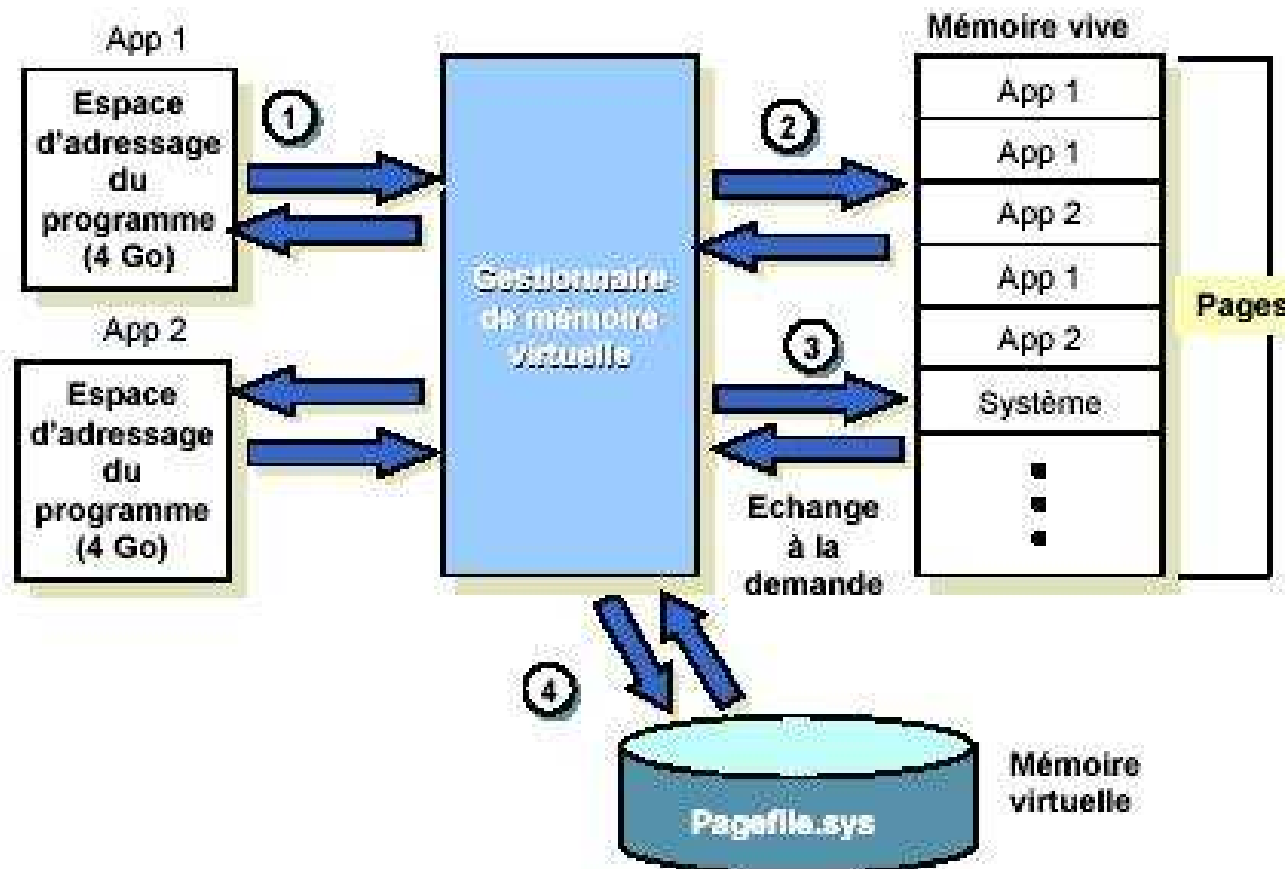 App 1
Espace
d'adressage
du
programme
(4 Go)
1
App 2
Espace
d'adressage
du
programme
(4 Go)
Gestionnaire
de mémoire
virtuelle
2
3
Echange
à la
demande
4
Mémoire vive
App 1
App 1
App 2
App 1
App 2
Système
Pages
Pagefile.sys
Mémoire
virtuelle